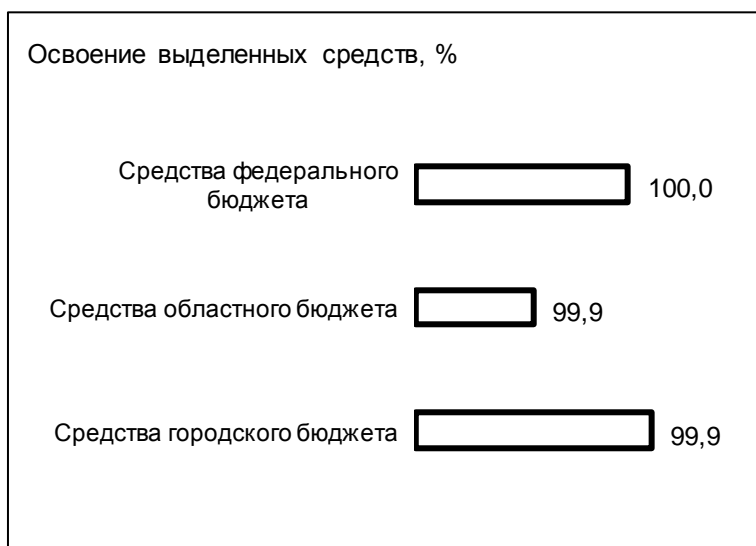 Освоение выделенных средств, %
Средства федерального
бюджета
100,0
Средства областного бюджета
99,9
Средства городского бюджета
99,9